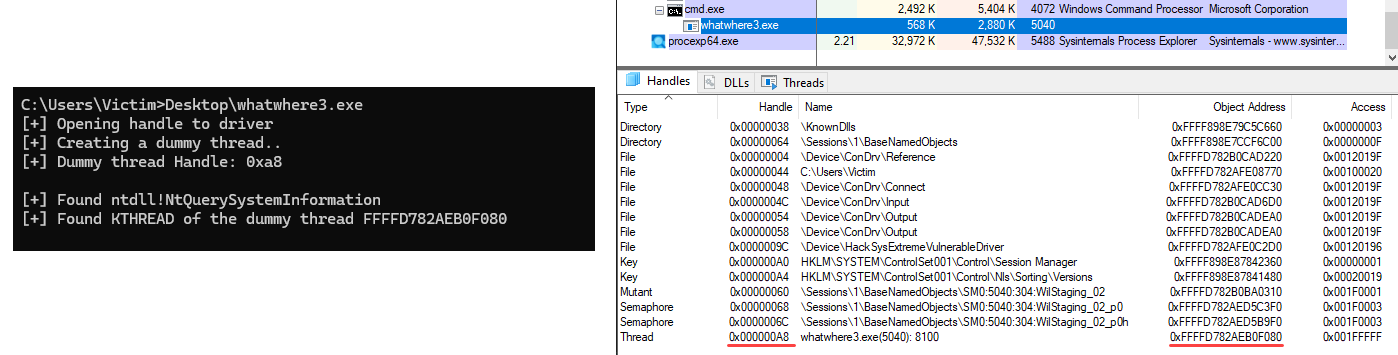 C:\Users\Victim>Desktop\whatwhere3.exe
[+] Opening handle to driver
[+] Creating a dummy thread..
[+] Dummy thread Handle: 0xa8
[+] Found ntdll!NtQuerySystemInformation
[+] Found KTHREAD of the dummy thread FFFFD782AEB0F080
cmd.exe 2,492 K 5,404 K 4072 Windows Command Processor Microsoft Corporation
whatwhere3.exe 568 K 2,880 K 5040
procexp64.exe 2.21 32,972 K 47,532 K 5488 Sysinternals Process Explorer Sysinternals - www.sysinter...
Handles DLLs Threads
Type Handle Name Object Address Access
Directory 0x00000038 \KnownDlls 0xFFFF898E79C5C660 0x00000003
Directory 0x00000064 \Sessions\1\BaseNamedObjects 0xFFFF898E7CCF6C00 0x0000000F
File 0x00000004 \Device\ConDrv\Reference 0xFFFFD782B0CAD220 0x0012019F
File 0x00000044 C:\Users\Victim 0xFFFFD782AFE08770 0x00100020
File 0x00000048 \Device\ConDrv\Connect 0xFFFFD782AFE0CC30 0x0012019F
File 0x0000004C \Device\ConDrv\Input 0xFFFFD782B0CAD6D0 0x0012019F
File 0x00000054 \Device\ConDrv\Output 0xFFFFD782B0CADEA0 0x0012019F
File 0x00000058 \Device\ConDrv\Output 0xFFFFD782B0CADEA0 0x0012019F
File 0x0000009C \Device\HackSysExtremeVulnerableDriver 0xFFFFD782AFE0C2D0 0x00120196
Key 0x000000A0 HKLM\SYSTEM\ControlSet001\Control\Session Manager 0xFFFF898E87842360 0x00000001
Key 0x000000A4 HKLM\SYSTEM\ControlSet001\Control\Nls\Sorting\Versions 0xFFFF898E87841480 0x00020019
Mutant 0x00000060 \Sessions\1\BaseNamedObjects\SM0:5040:304:WilStaging_02 0xFFFFD782B0BA0310 0x001F0001
Semaphore 0x00000068 \Sessions\1\BaseNamedObjects\SM0:5040:304:WilStaging_02_p0 0xFFFFD782AED5C3F0 0x001F0003
Semaphore 0x0000006C \Sessions\1\BaseNamedObjects\SM0:5040:304:WilStaging_02_p0h 0xFFFFD782AED5B9F0 0x001F0003
Thread 0x000000A8 whatwhere3.exe(5040): 8100 0xFFFFD782AEB0F080 0x001FFFFF